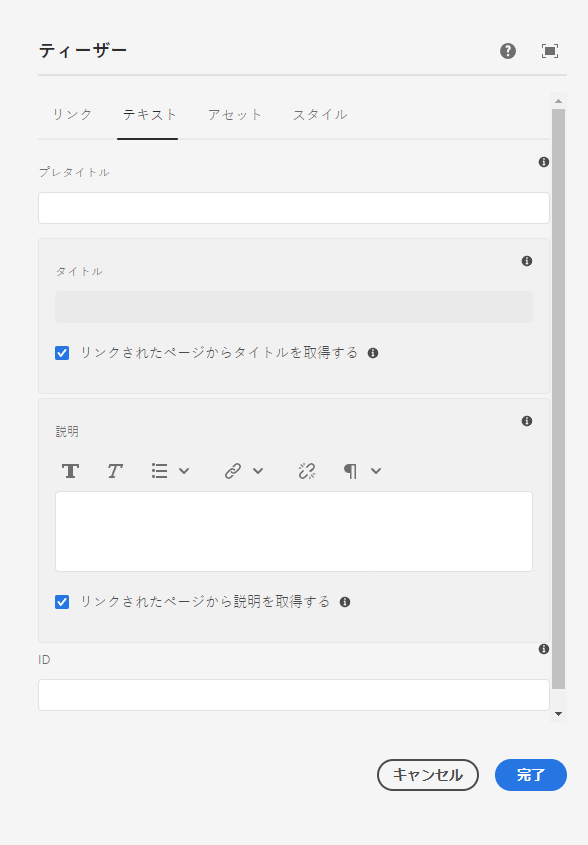 ティーザー
リンク テキスト アセット スタイル
プレタイトル
タイトル
リンクされたページからタイトルを取得する
説明
リンクされたページから説明を取得する
ID
キャンセル 完了